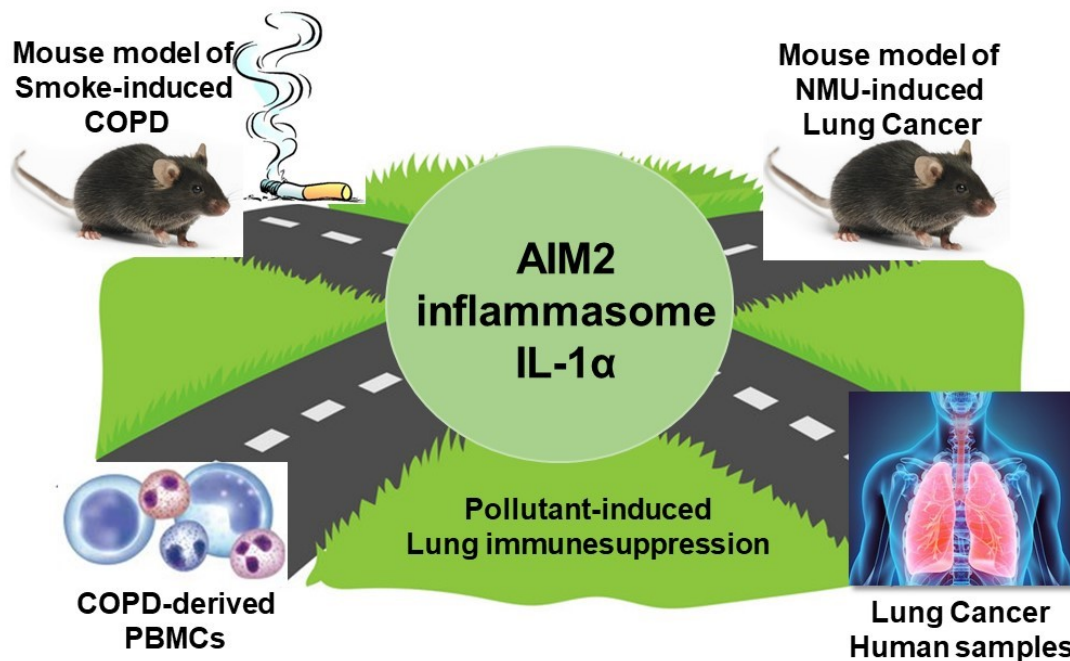 Mouse model of
Smoke-induced
COPD
Mouse model of
NMU-induced
Lung Cancer
AIM2
inflammasome
IL-1α
Pollutant-induced
Lung immunesuppression
COPD-derived
PBMCs
Lung Cancer
Human samples